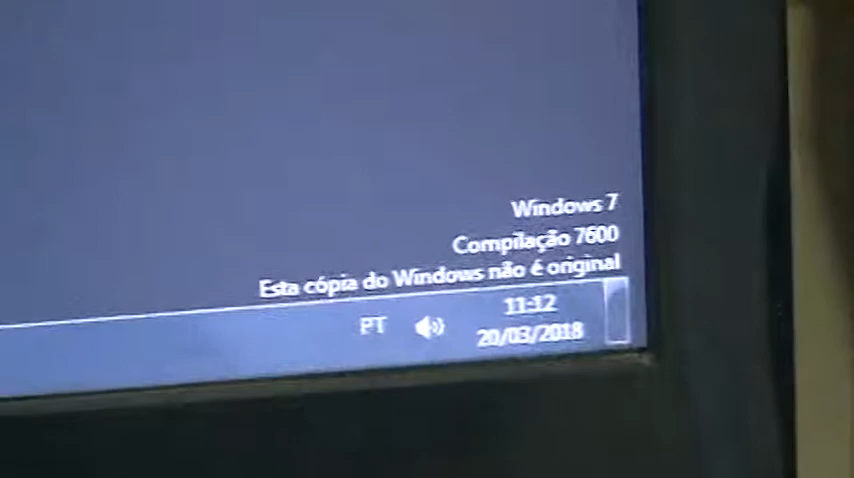 Windows 7
Compilação 7600
Esta cópia do Windows não é original
PT
11:12
20/03/2018